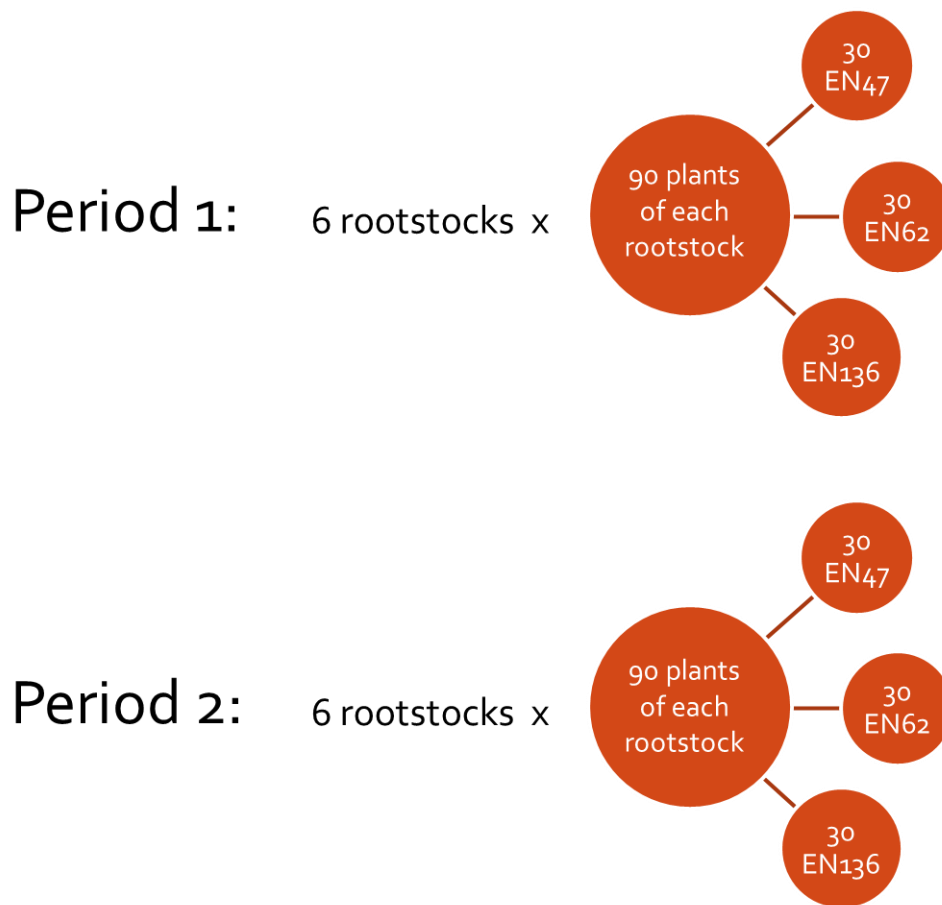 Period 1:
6 rootstocks x
90 plants
of each
rootstock
30
EN47
30
EN62
30
EN136
Period 2:
6 rootstocks x
90 plants
of each
rootstock
30
EN47
30
EN62
30
EN136